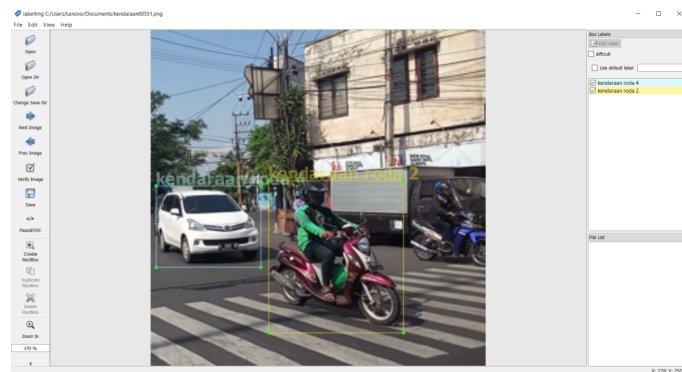 labelImg C:/Users/Lenovo/Documents/kendaraan00551.png
File Edit View Help
Open
Open Dir
Change Save Dir
Next Image
Prev Image
Verify Image
Save
</>
PascalVOC
Create
RectBox
Duplicate
RectBox
Delete
RectBox
Zoom In
370 %
kendaraan roda
kendaraan roda 2
Box Labels
Edit Label
difficult
Use default label
kendaraan roda 4
kendaraan roda 2
File List